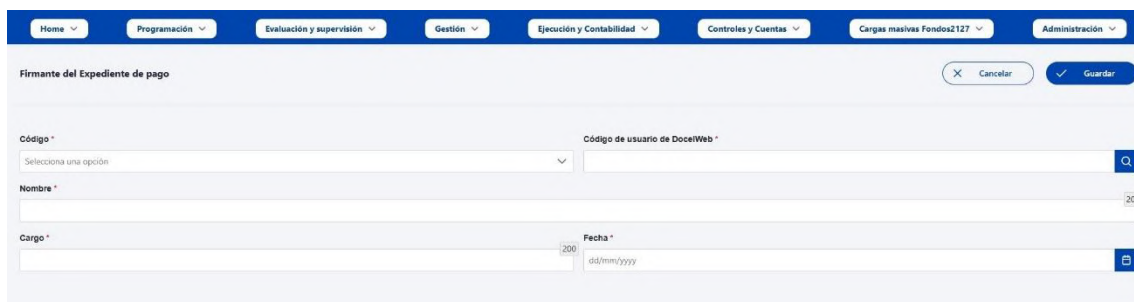 Home Programación Evaluación y supervisión Gestión Ejecución y Contabilidad Controles y Cuentas Cargas masivas Fondos2127 Administración
Firmante del Expediente de pago Cancelar Guardar
Código * Código de usuario de DocelWeb *
Selecciona una opción
Nombre *
20
Cargo * Fecha *
200
dd/mm/yyyy